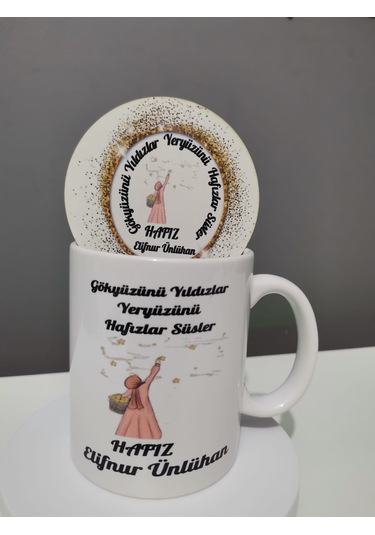 Gökyüzünü Yıldızlar Yeryüzünü Hafızlar Süsler
HAFIZ
Elifnur Ünlühan
Gökyüzünü Yıldızlar
Yeryüzünü
Hafızlar Süsler
HAFIZ
Elifnur Ünlühan